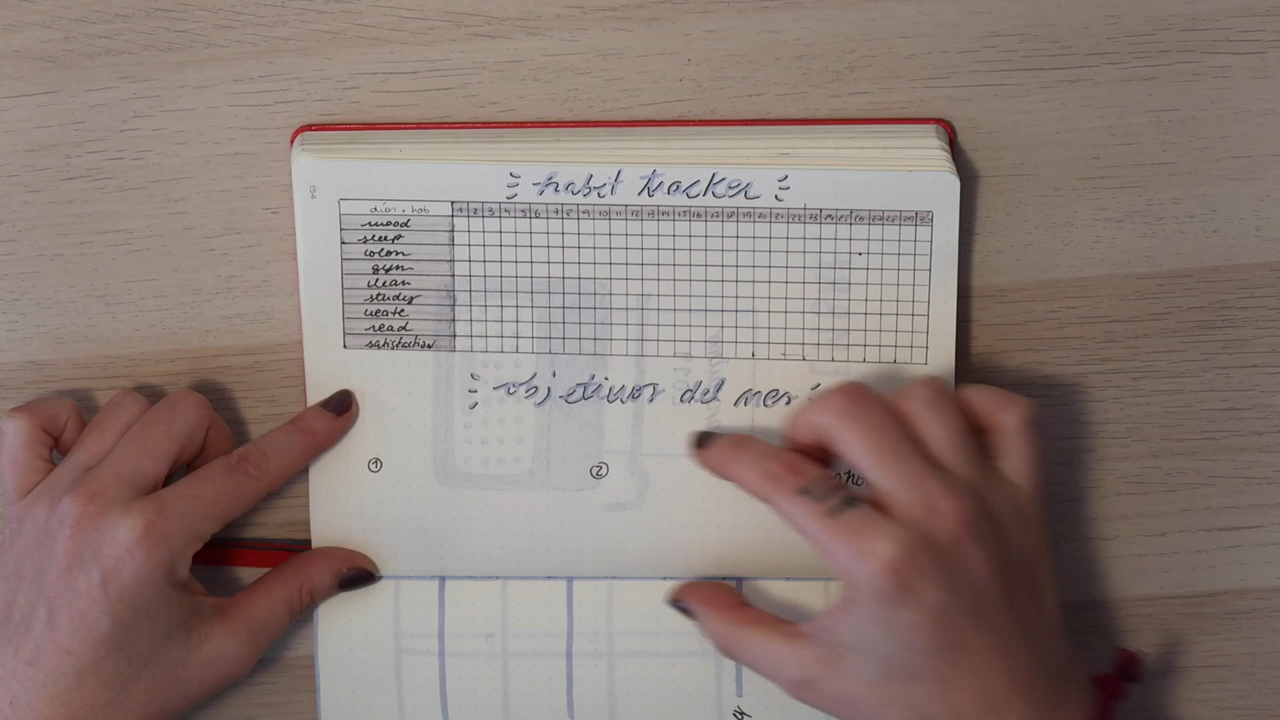 154
habit tracker
días. hab 1 2 3 4 5 6 7 8 9 10 11 12 13 14 15 16 17 18 19 20 21 22 23 24 25 26 27 28 29 30
mood
sleep
colon
gym
clean
study
create
read
satisfaction
objetivos del mes
① ②